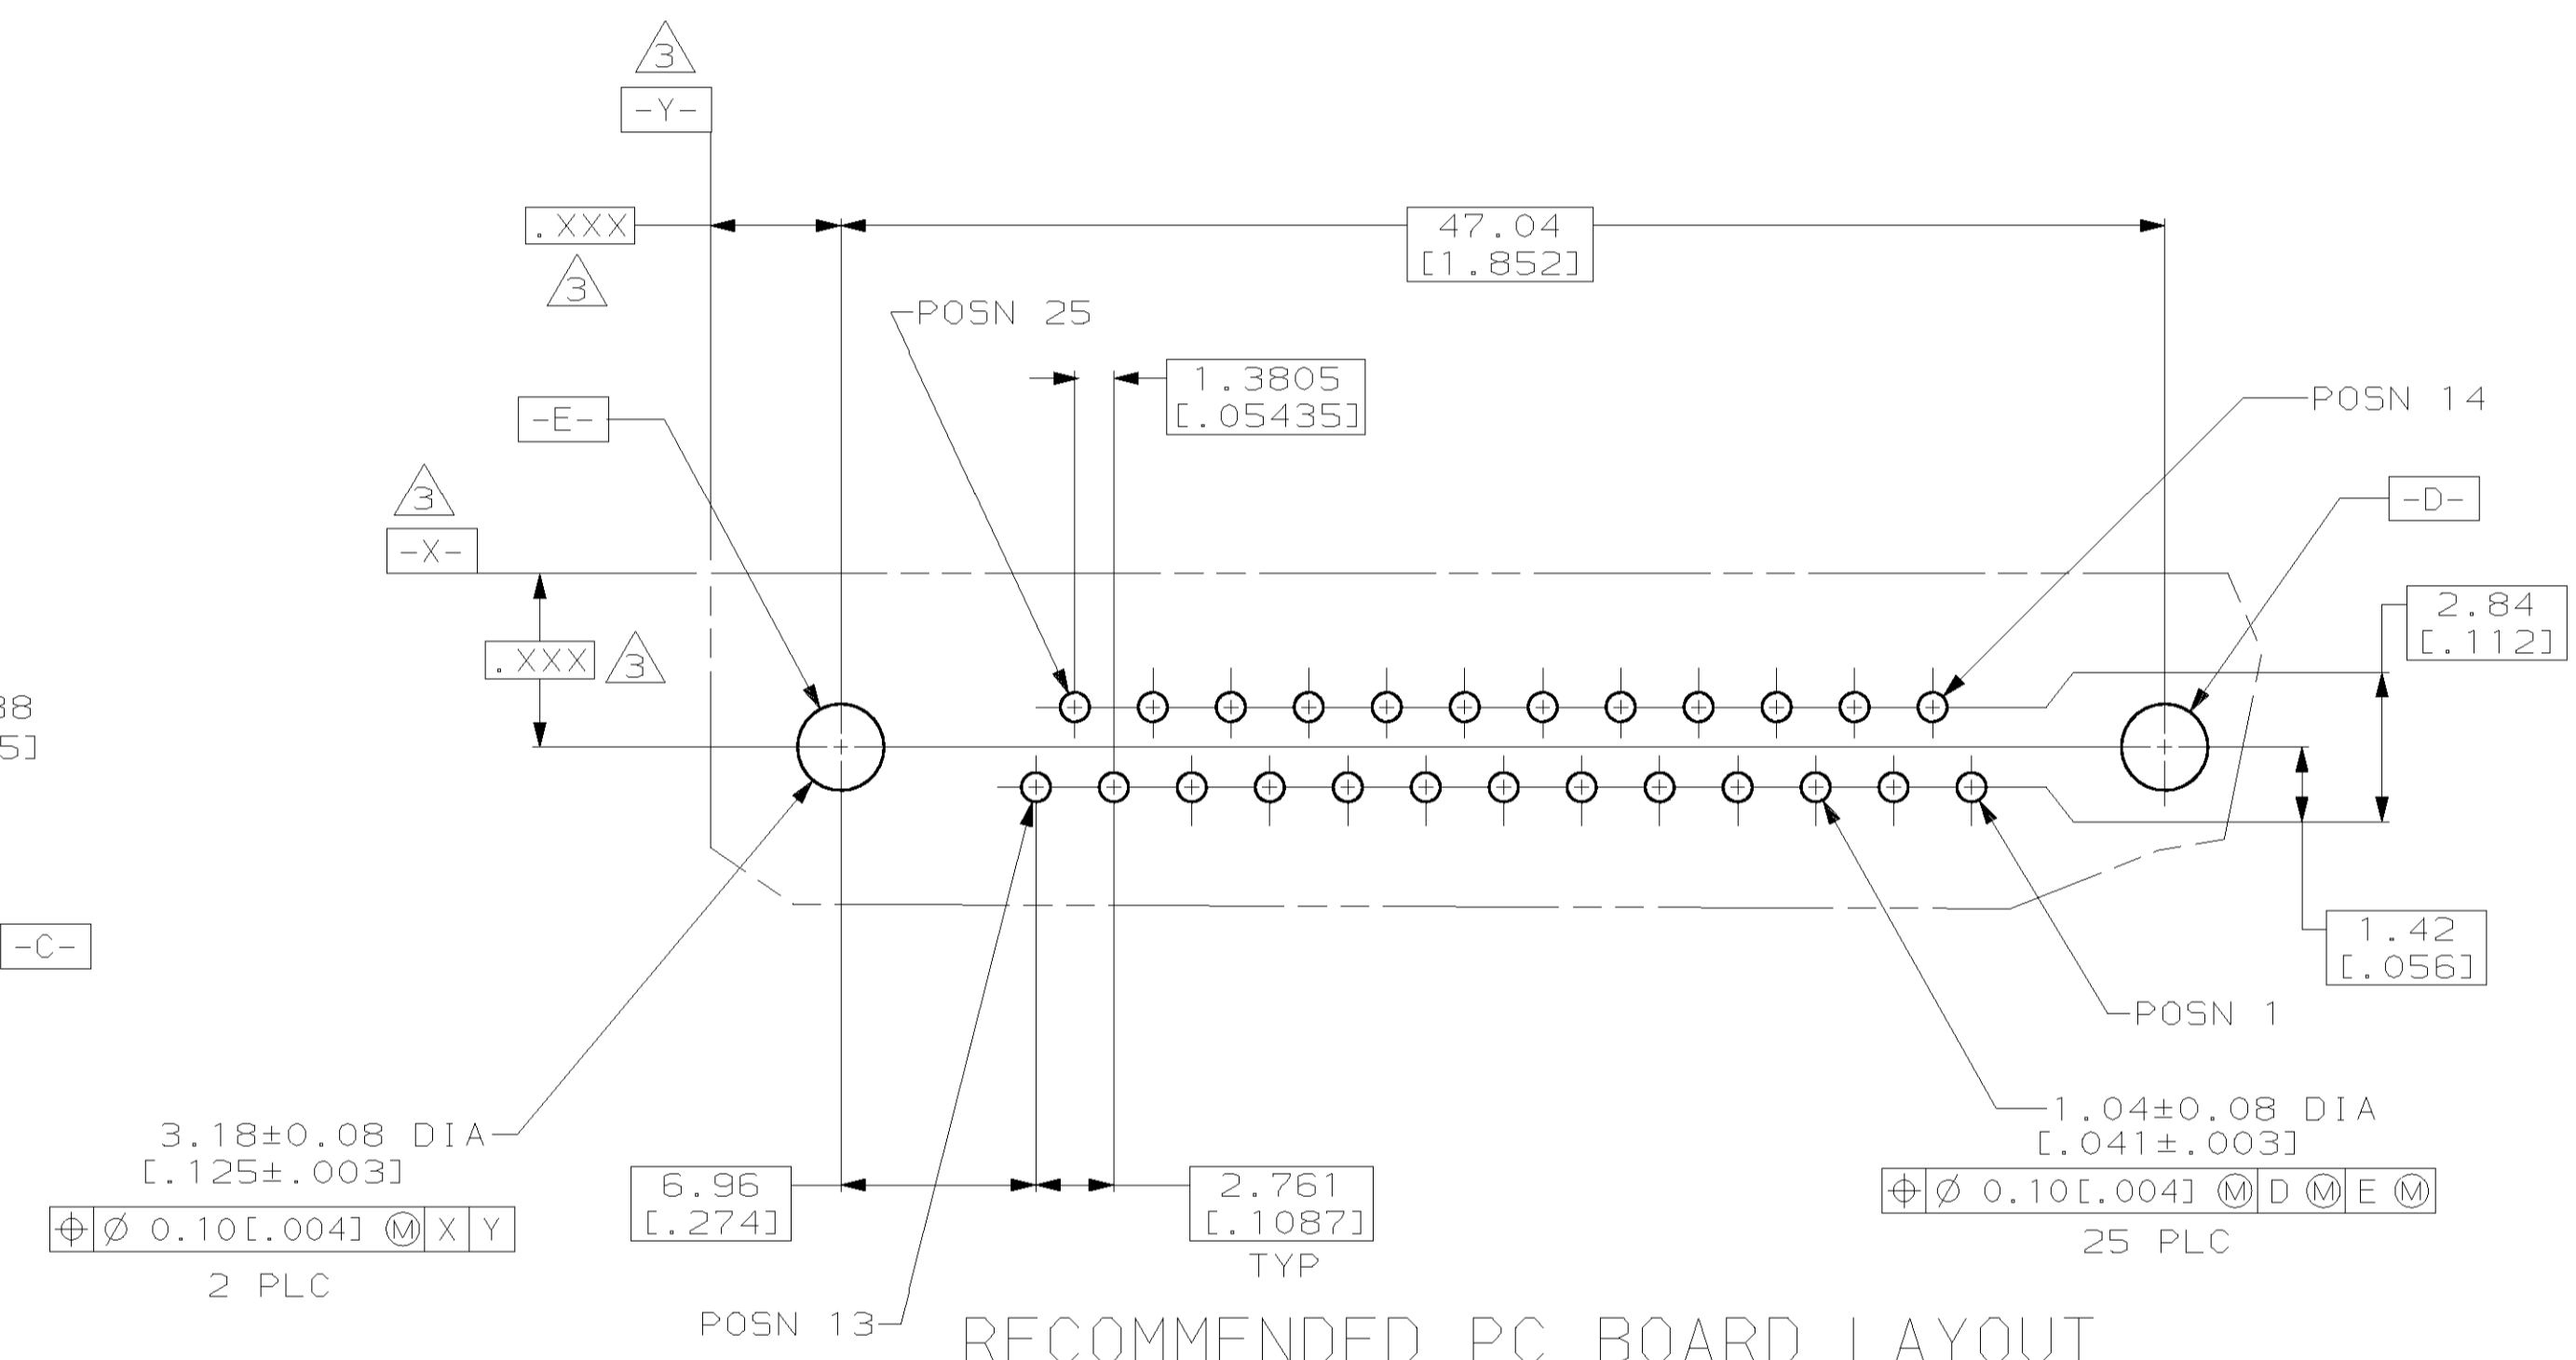 3
-Y-
.XXX
3
47.04
[1.852]
POSN 25
1.3805
[.05435]
-E-
POSN 14
3
-X-
-D-
.XXX
3
2.84
[.112]
38
5]
-C-
1.42
[.056]
POSN 1
3.18±0.08 DIA
[.125±.003]
⌖ Ø 0.10[.004] Ⓜ X Y
2 PLC
6.96
[.274]
2.761
[.1087]
TYP
1.04±0.08 DIA
[.041±.003]
⌖ Ø 0.10[.004] Ⓜ D Ⓜ E Ⓜ
25 PLC
POSN 13
RECOMMENDED PC BOARD LAYOUT